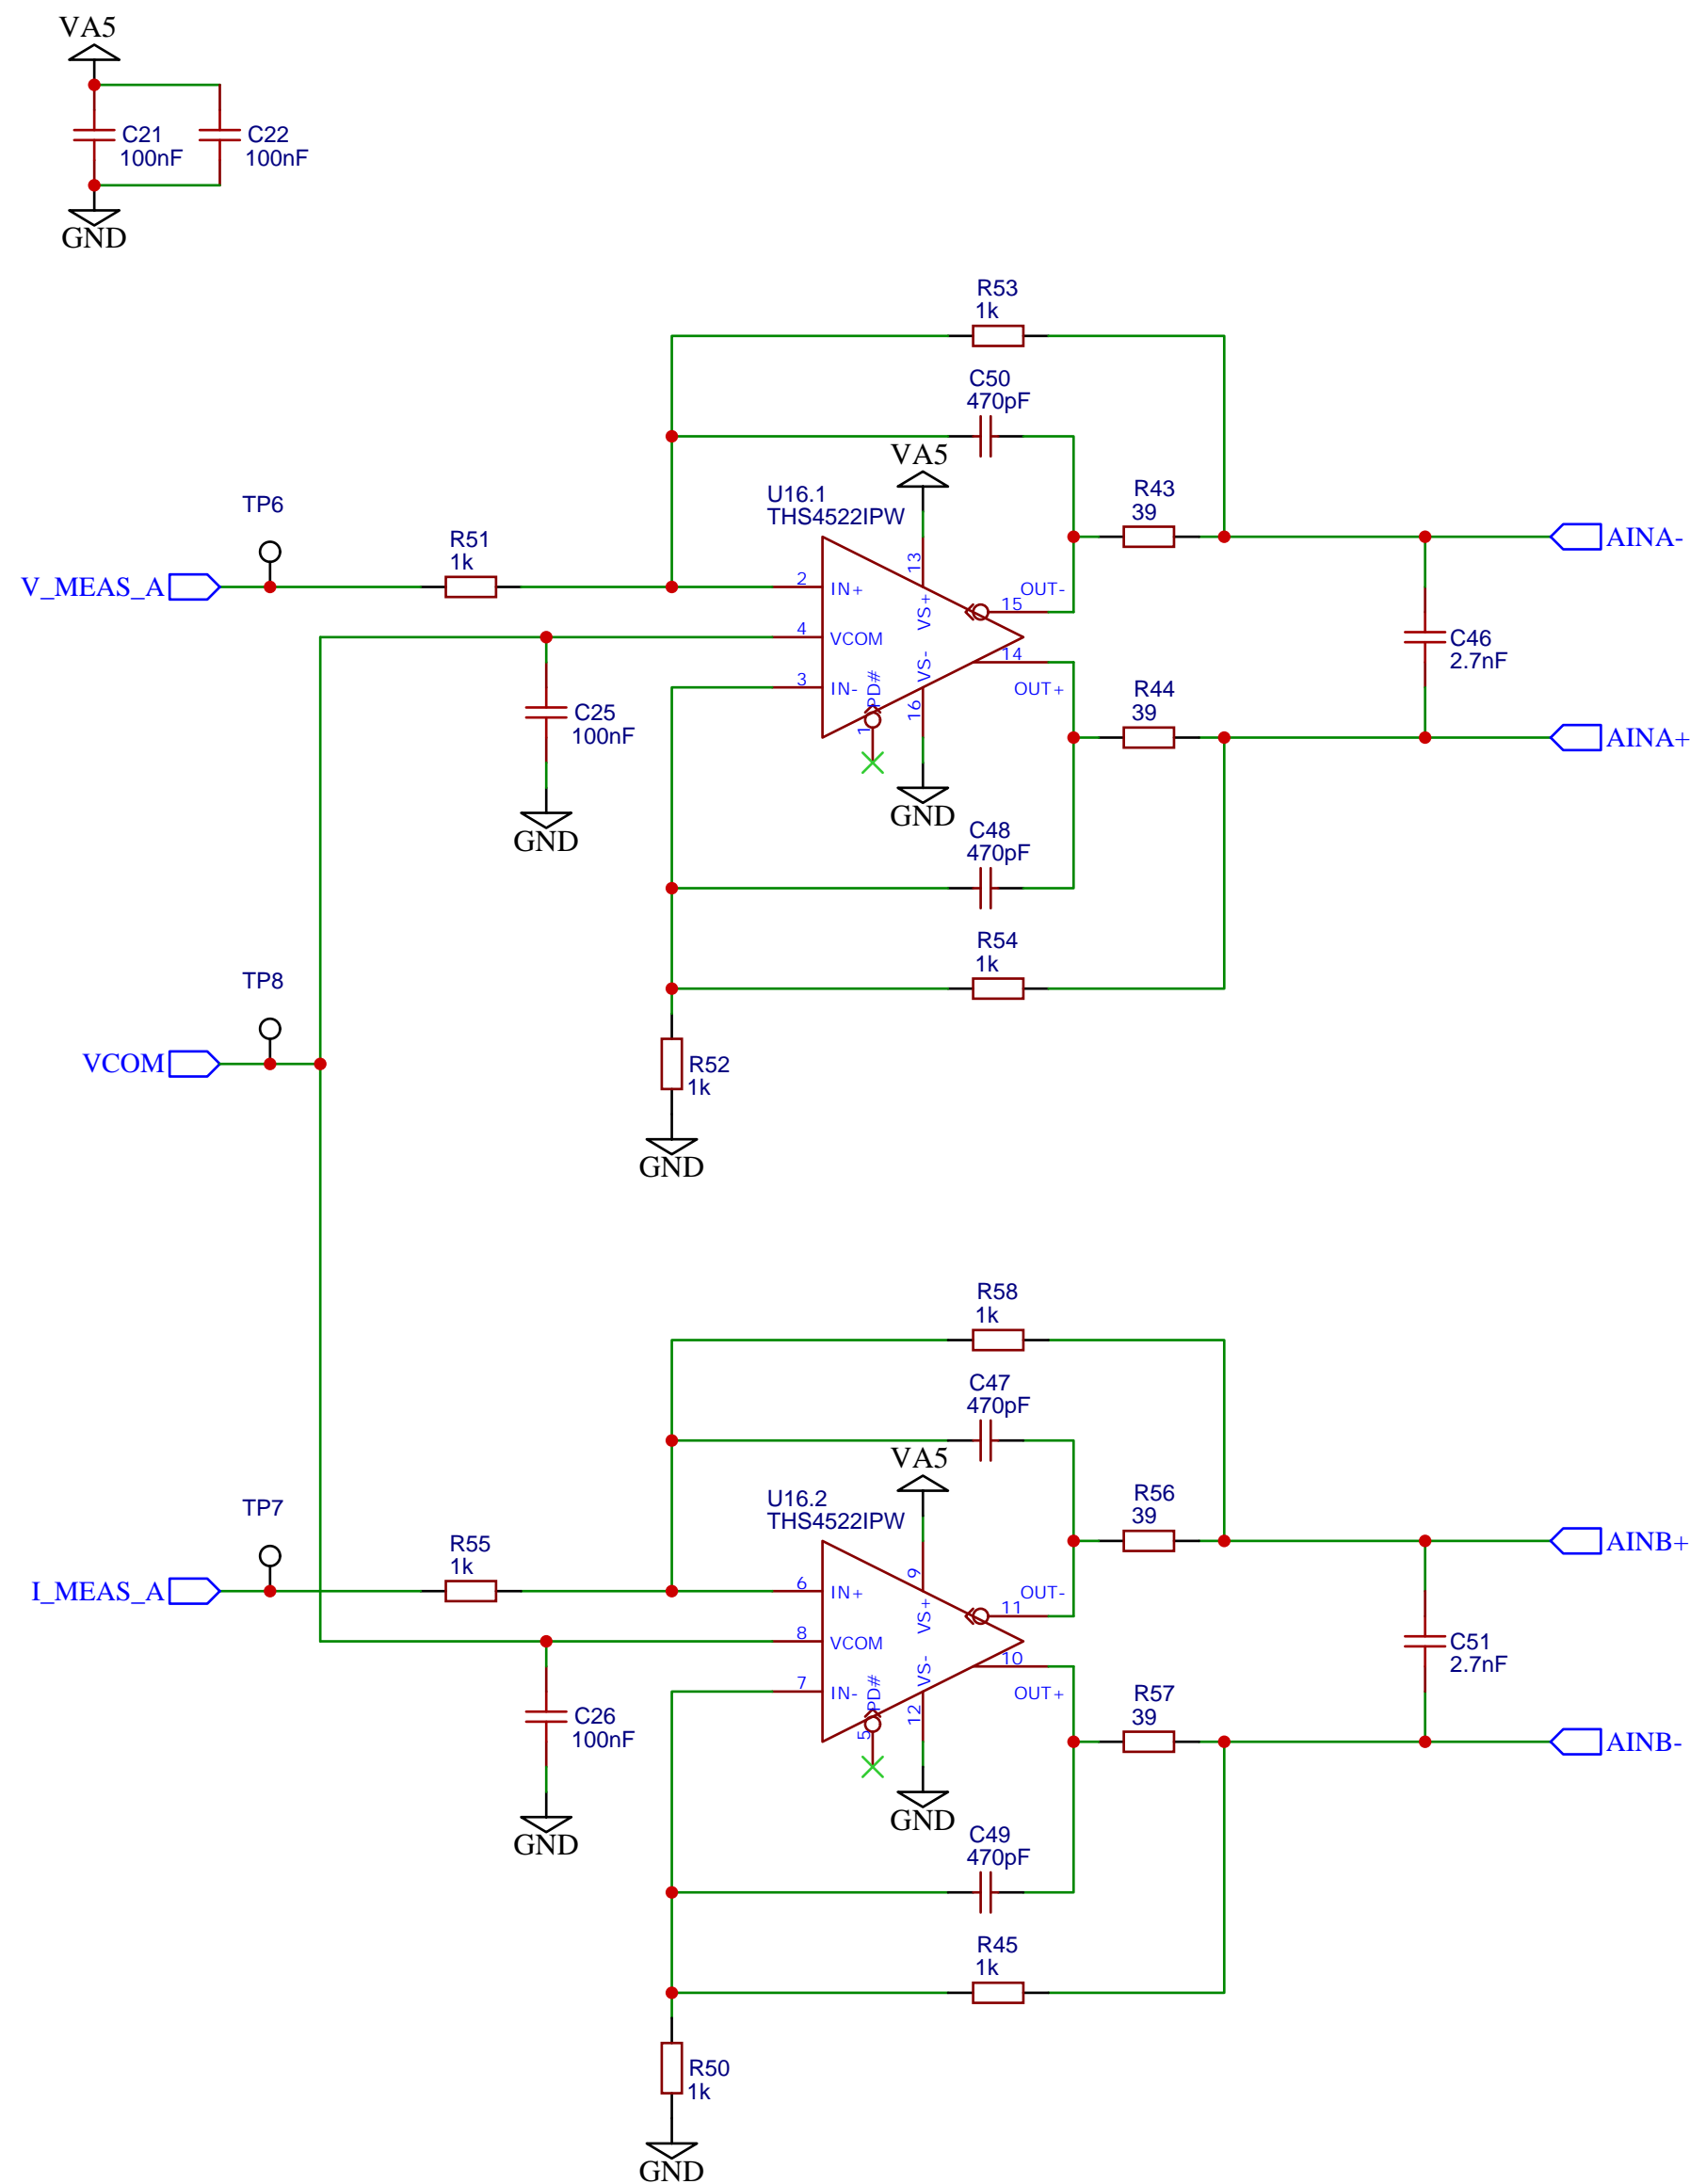 VA5
C21
100nF
C22
100nF
GND
R53
1k
C50
470pF
VA5
U16.1
THS4522IPW
R43
39
TP6
R51
1k
V_MEAS_A
AINA-
2
IN+
13
VS+
OUT-
15
4
VCOM
14
OUT+
3
IN-
PD#
1
VS-
16
C46
2.7nF
R44
39
AINA+
C25
100nF
GND
GND
C48
470pF
R54
1k
TP8
VCOM
R52
1k
GND
R58
1k
C47
470pF
VA5
U16.2
THS4522IPW
R56
39
AINB+
TP7
R55
1k
I_MEAS_A
6
IN+
9
VS+
OUT-
11
8
VCOM
10
OUT+
7
IN-
PD#
5
VS-
12
C51
2.7nF
R57
39
AINB-
C26
100nF
GND
GND
C49
470pF
R45
1k
R50
1k
GND